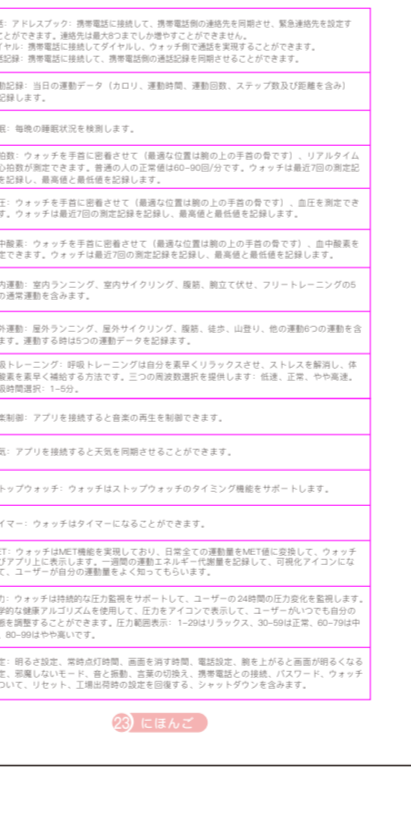 話：アドレスブック：携帯電話に接続して、携帯電話側の連絡先を同期させ、緊急連絡先を設定す
ことができます。連絡先は最大8つまでしか増やすことができません。
イヤル：携帯電話に接続してダイヤルし、ウォッチ側で通話を実現することができます。
話記録：携帯電話に接続して、携帯電話側の通話記録を同期させることができます。
動記録：当日の運動データ（カロリ、運動時間、運動回数、ステップ数及び距離を含み）
記録します。
眠：毎晩の睡眠状況を検測します。
拍数：ウォッチを手首に密着させて（最適な位置は腕の上の手首の骨です）、リアルタイム
心拍数が測定できます。普通の人の正常値は60-90回/分です。ウォッチは最近7回の測定記
を記録し、最高値と最低値を記録します。
圧：ウォッチを手首に密着させて（最適な位置は腕の上の手首の骨です）、血圧を測定でき
す。ウォッチは最近7回の測定記録を記録し、最高値と最低値を記録します。
中酸素：ウォッチを手首に密着させて（最適な位置は腕の上の手首の骨です）、血中酸素を
定できます。ウォッチは最近7回の測定記録を記録し、最高値と最低値を記録します。
内運動：室内ランニング、室内サイクリング、腹筋、腕立て伏せ、フリートレーニングの5
の通常運動を含みます。
外運動：屋外ランニング、屋外サイクリング、腹筋、徒歩、山登り、他の運動6つの運動を含
ます。運動する時は5つの運動データを記録ます。
吸トレーニング：呼吸トレーニングは自分を素早くリラックスさせ、ストレスを解消し、体
酸素を素早く補給する方法です。三つの周波数選択を提供します：低速、正常、やや高速。
吸時間選択：1-5分。
楽制御：アプリを接続すると音楽の再生を制御できます。
気：アプリを接続すると天気を同期させることができます。
トップウォッチ：ウォッチはストップウォッチのタイミング機能をサポートします。
イマー：ウォッチはタイマーになることができます。
ET：ウォッチはMET機能を実現しており、日常全ての運動量をMET値に変換して、ウォッチ
びアプリ上に表示します。一週間の運動エネルギー代謝量を記録して、可視化アイコンにな
て、ユーザーが自分の運動量をよく知ってもらいます。
力：ウォッチは持続的な圧力監視をサポートして、ユーザーの24時間の圧力変化を監視します。
学的な健康アルゴリズムを使用して、圧力をアイコンで表示して、ユーザーがいつでも自分の
態を調整することができます。圧力範囲表示：1-29はリラックス、30-59は正常、60-79は中
、80-99はやや高いです。
定：明るさ設定、常時点灯時間、画面を消す時間、電話設定、腕を上がると画面が明るくなる
定、邪魔しないモード、音と振動、言葉の切換え、携帯電話との接続、パスワード、ウォッチ
ついて、リセット、工場出荷時の設定を回復する、シャットダウンを含みます。
23 にほんご